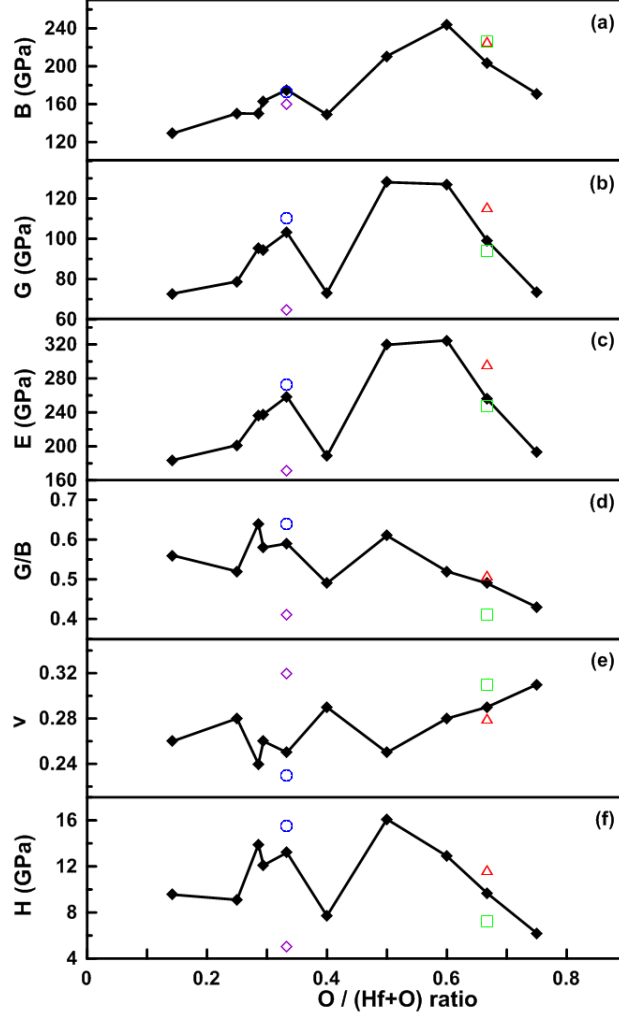 (a)
B (GPa)
240
200
160
120
(b)
G (GPa)
120
100
80
60
(c)
E (GPa)
320
280
240
200
160
(d)
G/B
0.7
0.6
0.5
0.4
(e)
v
0.32
0.28
0.24
(f)
H (GPa)
16
12
8
4
0 0.2 0.4 0.6 0.8
O / (Hf+O) ratio